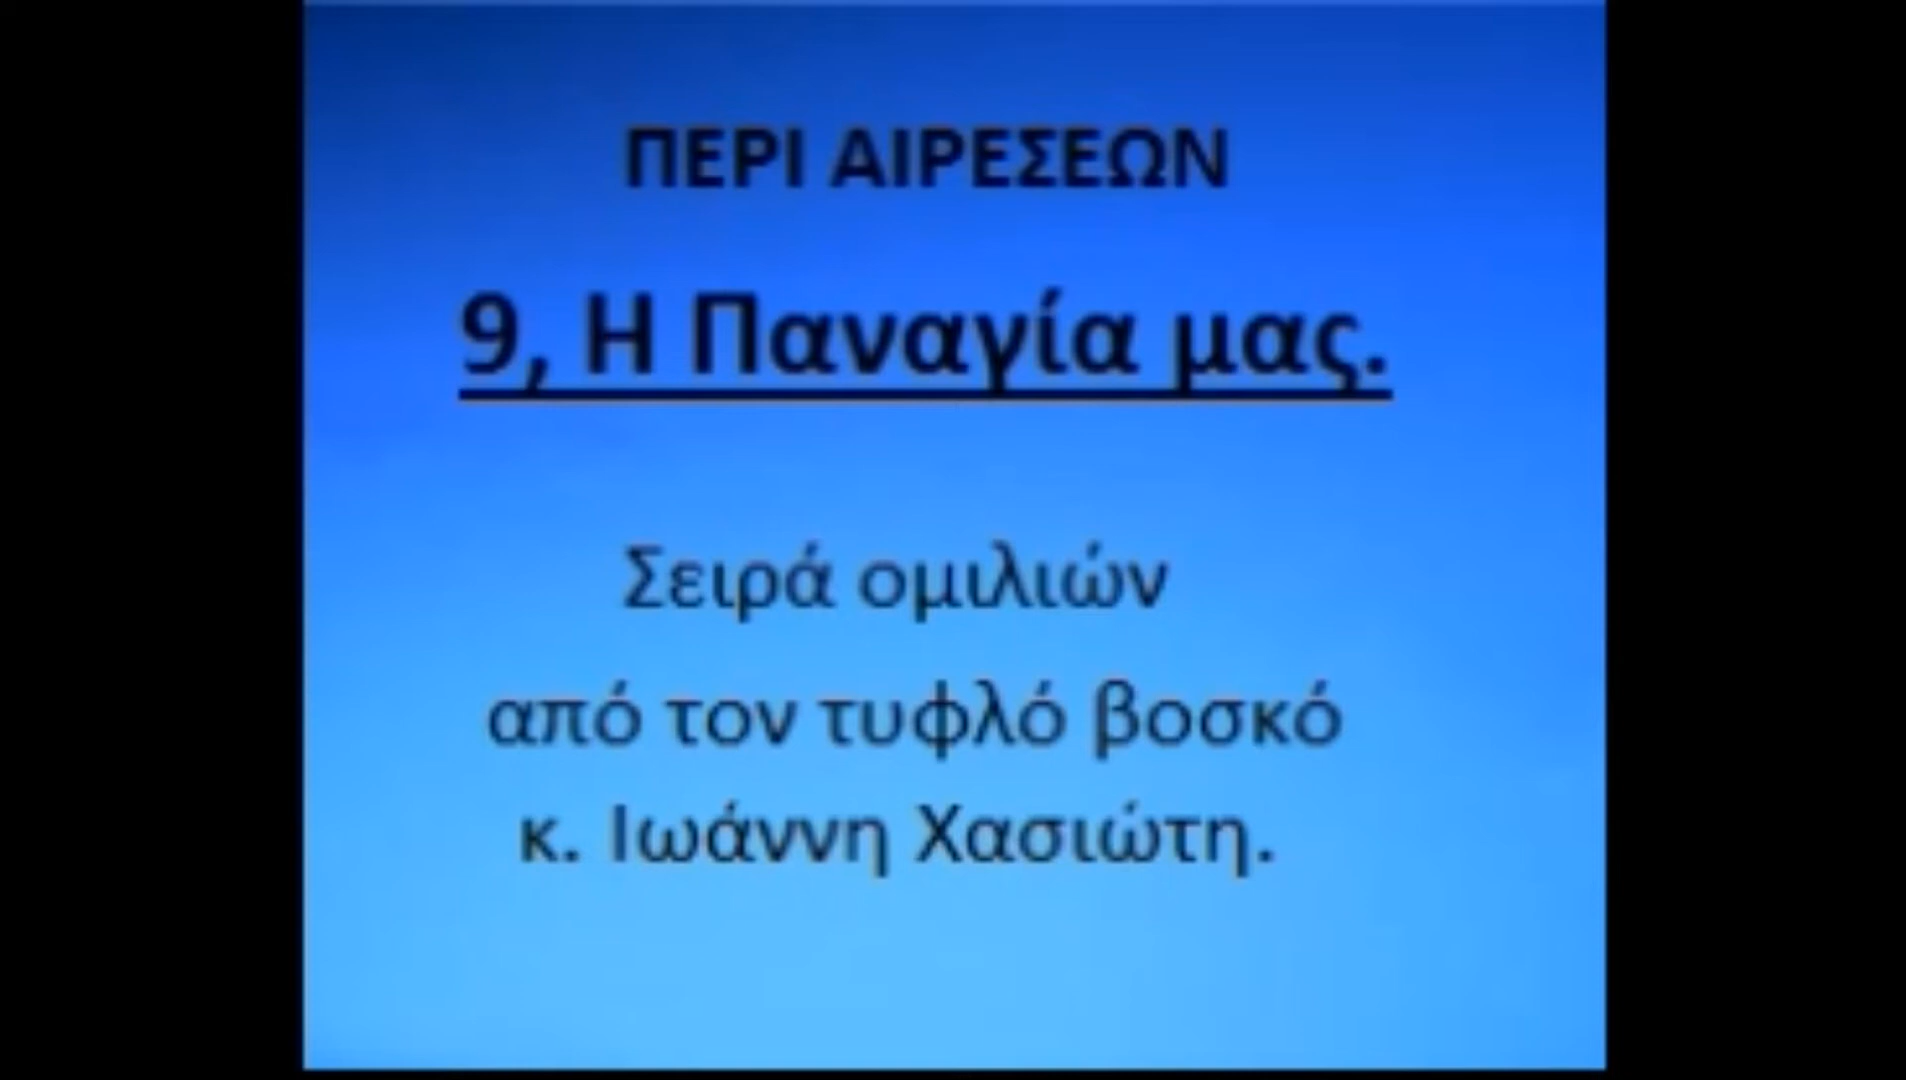 ΠΕΡΙ ΑΙΡΕΣΕΩΝ
9, Η Παναγία μας.
Σειρά ομιλιών
από τον τυφλό βοσκό
κ. Ιωάννη Χασιώτη.